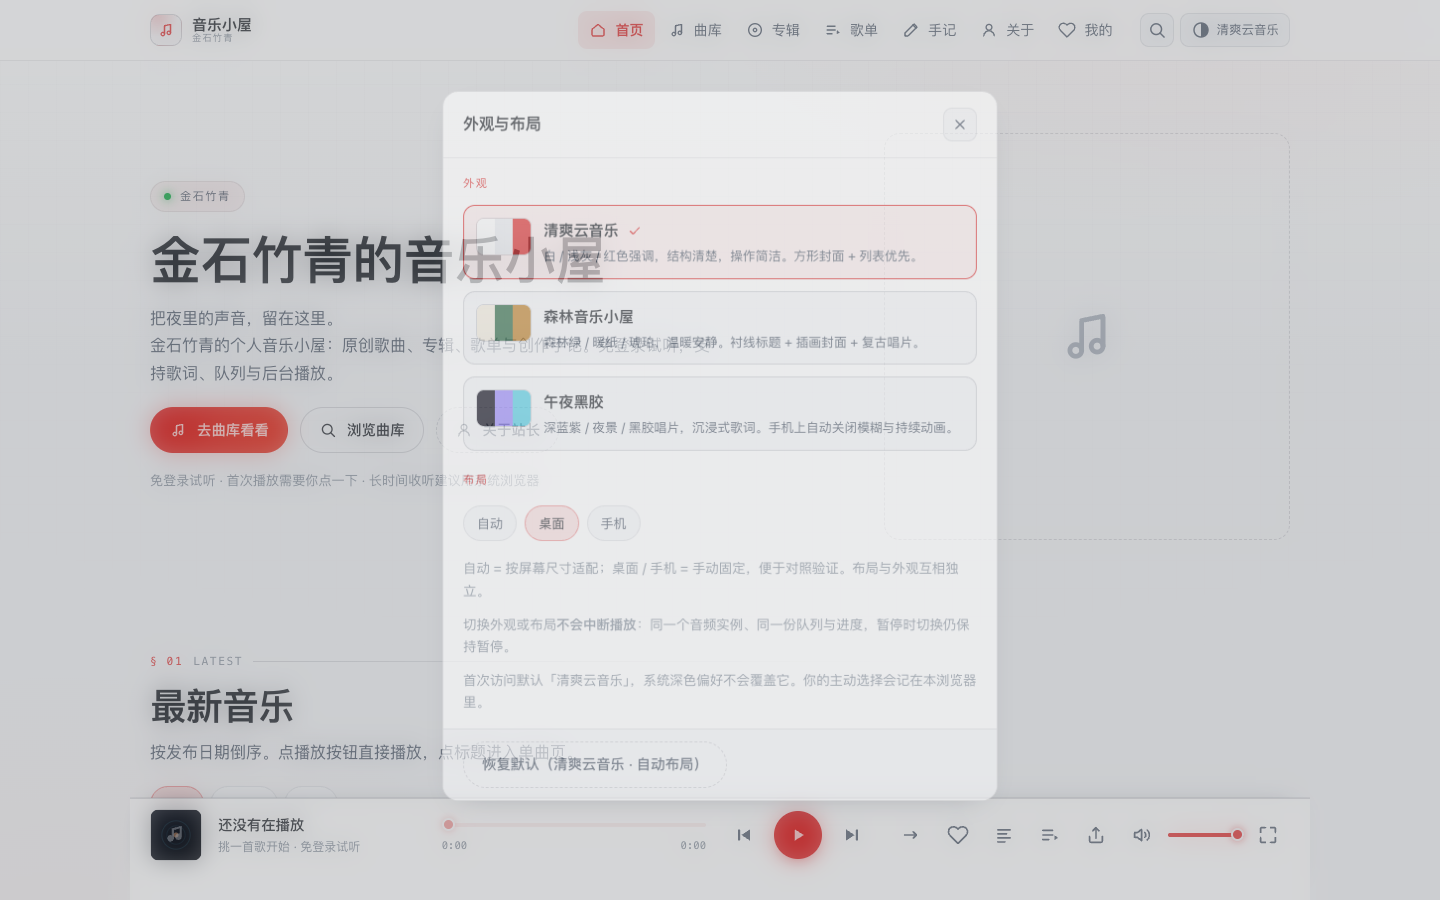 音乐小屋
金石竹青
首页
曲库
专辑
歌单
手记
关于
我的
清爽云音乐
金石竹青
金石竹青的音乐小屋
把夜里的声音，留在这里。
金石竹青的个人音乐小屋：原创歌曲、专辑、歌单与创作手记。免登录试听，支
持歌词、队列与后台播放。
去曲库看看
浏览曲库
关于站长
免登录试听 · 首次播放需要你点一下 · 长时间收听建议用系统浏览器
§ 01 LATEST
最新音乐
按发布日期倒序。点播放按钮直接播放，点标题进入单曲页。
外观与布局
外观
清爽云音乐
白 / 浅灰 / 红色强调，结构清楚，操作简洁。方形封面 + 列表优先。
森林音乐小屋
森林绿 / 暖纸 / 琥珀，温暖安静。衬线标题 + 插画封面 + 复古唱片。
午夜黑胶
深蓝紫 / 夜景 / 黑胶唱片，沉浸式歌词。手机上自动关闭模糊与持续动画。
布局
自动
桌面
手机
自动 = 按屏幕尺寸适配；桌面 / 手机 = 手动固定，便于对照验证。布局与外观互相独
立。
切换外观或布局不会中断播放：同一个音频实例、同一份队列与进度，暂停时切换仍保
持暂停。
首次访问默认「清爽云音乐」，系统深色偏好不会覆盖它。你的主动选择会记在本浏览器
里。
恢复默认（清爽云音乐 · 自动布局）
还没有在播放
挑一首歌开始 · 免登录试听
0:00
0:00